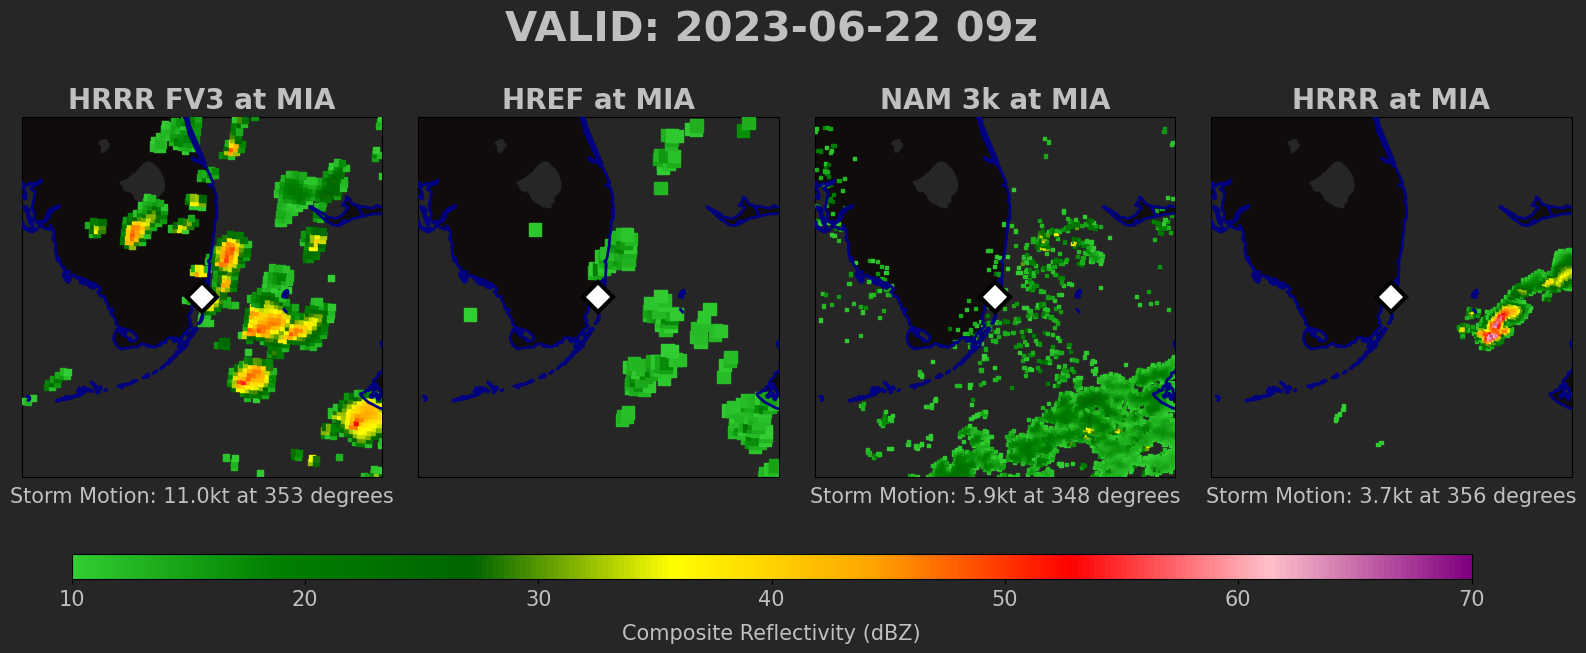 VALID: 2023-06-22 09z
HRRR FV3 at MIA
HREF at MIA
NAM 3k at MIA
HRRR at MIA
Storm Motion: 11.0kt at 353 degrees
Storm Motion: 5.9kt at 348 degrees
Storm Motion: 3.7kt at 356 degrees
10 20 30 40 50 60 70
Composite Reflectivity (dBZ)